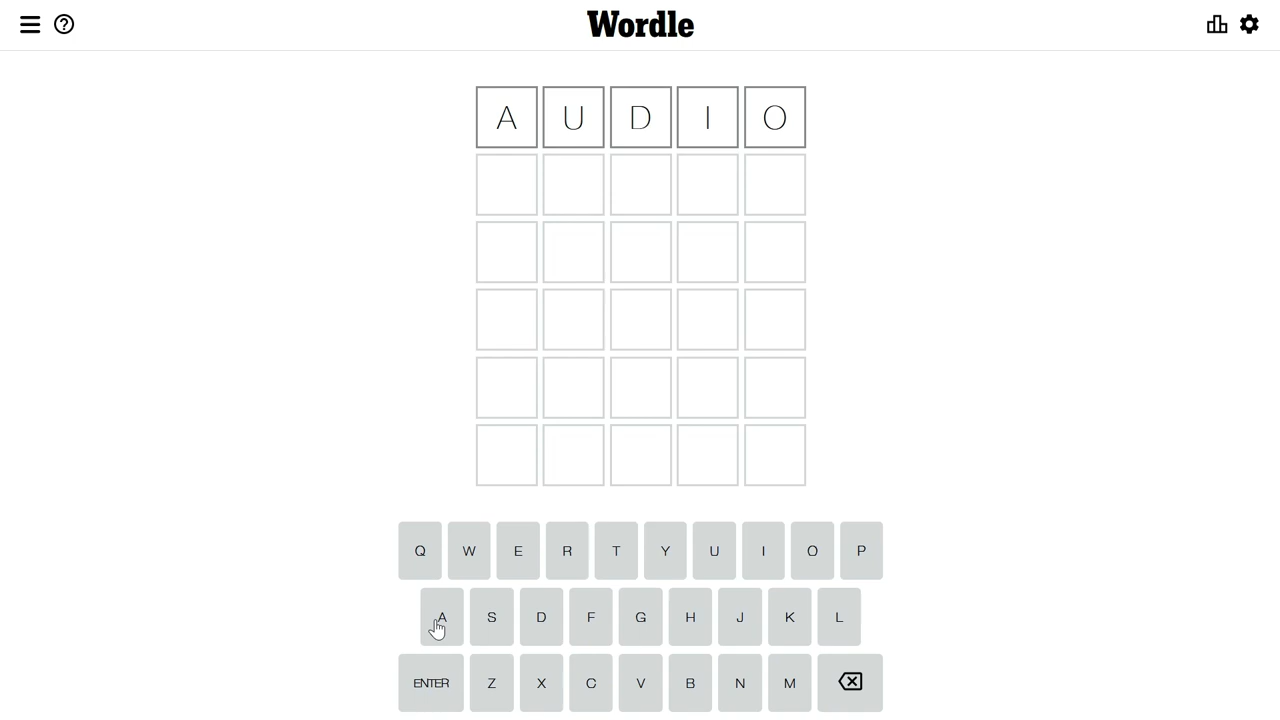 Wordle
A U D I O
Q W E R T Y U I O P
A S D F G H J K L
ENTER Z X C V B N M